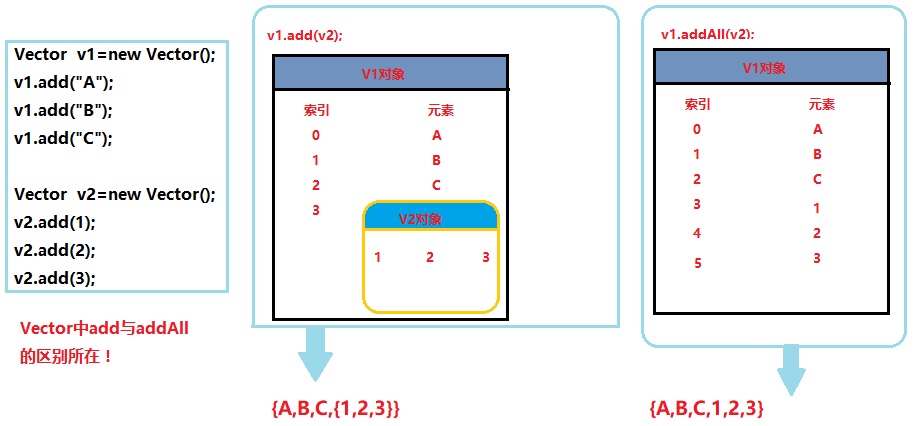 Vector v1=new Vector();
v1.add("A");
v1.add("B");
v1.add("C");
Vector v2=new Vector();
v2.add(1);
v2.add(2);
v2.add(3);
Vector中add与addAll
的区别所在！
v1.add(v2);
V1对象
索引 元素
0 A
1 B
2 C
3
V2对象
1 2 3
{A,B,C,{1,2,3}}
v1.addAll(v2);
V1对象
索引 元素
0 A
1 B
2 C
3 1
4 2
5 3
{A,B,C,1,2,3}